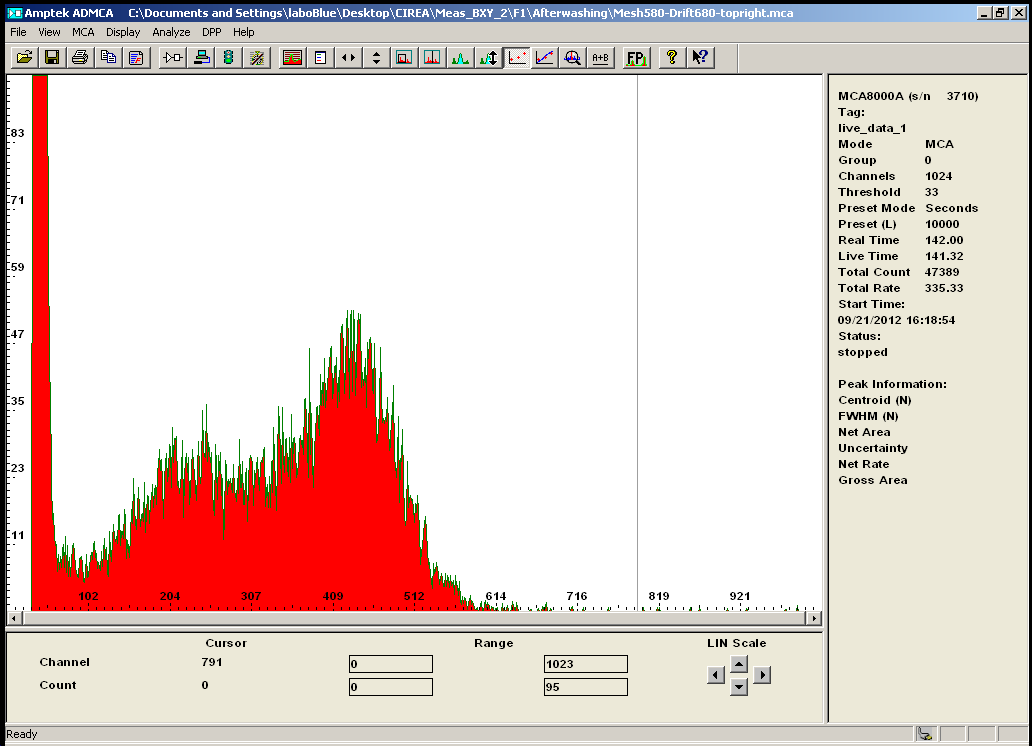 Amptek ADMCA C:\Documents and Settings\laboBlue\Desktop\CIREA\Meas_BXY_2\F1\Afterwashing\Mesh580-Drift680-topright.mca
File View MCA Display Analyze DPP Help
A+B FP ? ?
83
71
59
47
35
23
11
102 204 307 409 512 614 716 819 921
MCA8000A (s/n 3710)
Tag:
live_data_1
Mode MCA
Group 0
Channels 1024
Threshold 33
Preset Mode Seconds
Preset (L) 10000
Real Time 142.00
Live Time 141.32
Total Count 47389
Total Rate 335.33
Start Time:
09/21/2012 16:18:54
Status:
stopped
Peak Information:
Centroid (N)
FWHM (N)
Net Area
Uncertainty
Net Rate
Gross Area
Cursor Range LIN Scale
Channel 791 0 1023
Count 0 0 95
Ready